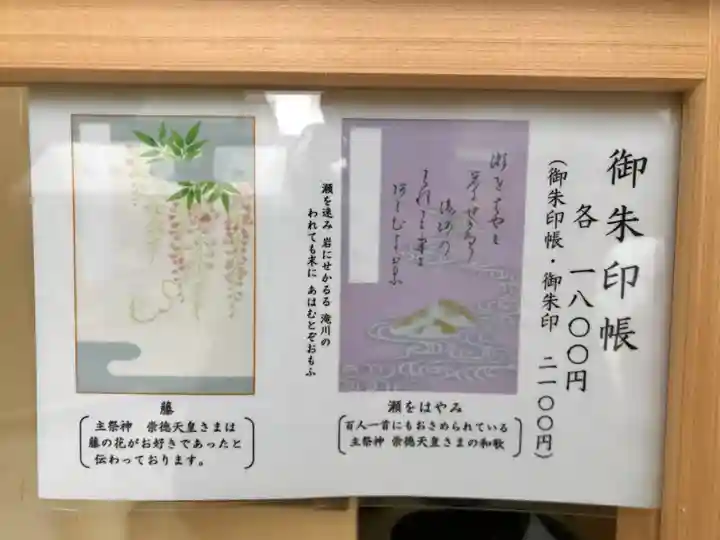 御朱印帳
各 一八〇〇円
(御朱印帳・御朱印 二一〇〇円)
瀬をはやみ
百人一首にもおさめられている
主祭神 崇徳天皇さまの和歌
瀬を速み 岩にせかるる 滝川の
われても末に あはむとぞおもふ
藤
主祭神 崇徳天皇さまは
藤の花がお好きであったと
伝わっております。